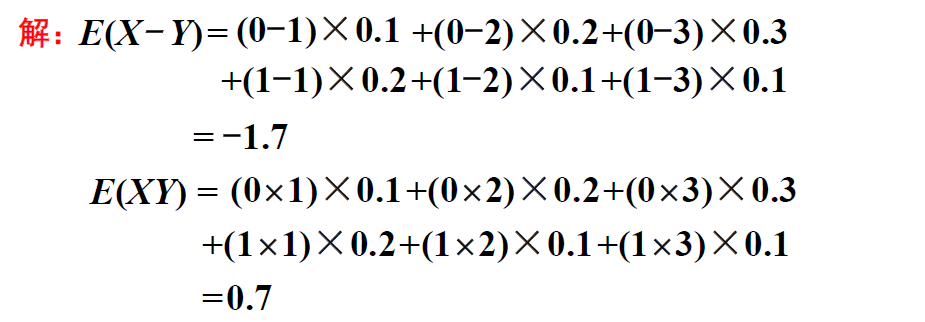 解：E(X−Y)= (0−1)×0.1 +(0−2)×0.2+(0−3)×0.3
+(1−1)×0.2+(1−2)×0.1+(1−3)×0.1
= −1.7
E(XY) = (0×1)×0.1+(0×2)×0.2+(0×3)×0.3
+(1×1)×0.2+(1×2)×0.1+(1×3)×0.1
=0.7